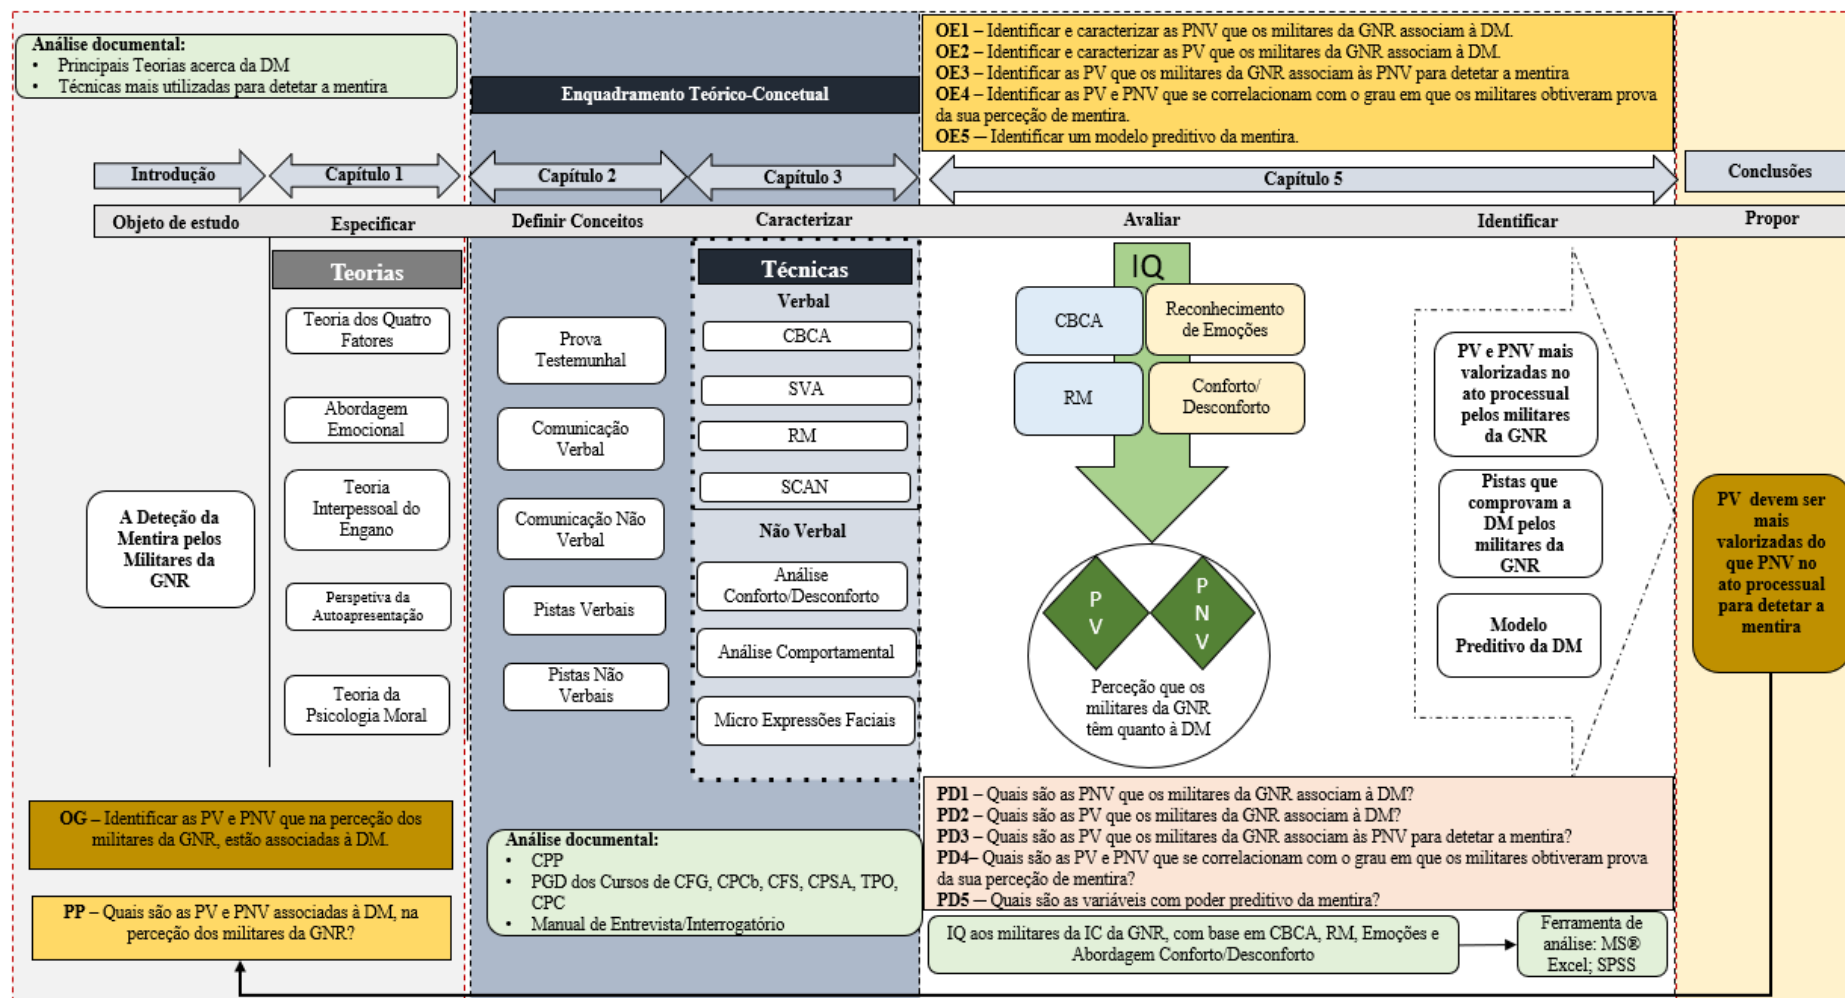 Análise documental:
• Principais Teorias acerca da DM
• Técnicas mais utilizadas para detetar a mentira
Enquadramento Teórico-Concetual
OE1 – Identificar e caracterizar as PNV que os militares da GNR associam à DM.
OE2 – Identificar e caracterizar as PV que os militares da GNR associam à DM.
OE3 – Identificar as PV que os militares da GNR associam às PNV para detetar a mentira
OE4 – Identificar as PV e PNV que se correlacionam com o grau em que os militares obtiveram prova
da sua perceção de mentira.
OE5 — Identificar um modelo preditivo da mentira.
Introdução
Capítulo 1
Capítulo 2
Capítulo 3
Capítulo 5
Conclusões
Objeto de estudo
Especificar
Definir Conceitos
Caracterizar
Avaliar
Identificar
Propor
A Deteção da
Mentira pelos
Militares da
GNR
Teorias
Teoria dos Quatro
Fatores
Abordagem
Emocional
Teoria
Interpessoal do
Engano
Perspetiva da
Autoapresentação
Teoria da
Psicologia Moral
Prova
Testemunhal
Comunicação
Verbal
Comunicação Não
Verbal
Pistas Verbais
Pistas Não
Verbais
Técnicas
Verbal
CBCA
SVA
RM
SCAN
Não Verbal
Análise
Conforto/Desconforto
Análise Comportamental
Micro Expressões Faciais
IQ
CBCA
Reconhecimento
de Emoções
RM
Conforto/
Desconforto
P
V
P
N
V
Perceção que os
militares da GNR
têm quanto à DM
PV e PNV mais
valorizadas no
ato processual
pelos militares
da GNR
Pistas que
comprovam a
DM pelos
militares da
GNR
Modelo
Preditivo da DM
PV devem ser
mais
valorizadas do
que PNV no
ato processual
para detetar a
mentira
OG – Identificar as PV e PNV que na perceção dos
militares da GNR, estão associadas à DM.
PP – Quais são as PV e PNV associadas à DM, na
perceção dos militares da GNR?
Análise documental:
• CPP
• PGD dos Cursos de CFG, CPCb, CFS, CPSA, TPO,
CPC
• Manual de Entrevista/Interrogatório
PD1 – Quais são as PNV que os militares da GNR associam à DM?
PD2 – Quais são as PV que os militares da GNR associam à DM?
PD3 – Quais são as PV que os militares da GNR associam às PNV para detetar a mentira?
PD4– Quais são as PV e PNV que se correlacionam com o grau em que os militares obtiveram prova
da sua perceção de mentira?
PD5 — Quais são as variáveis com poder preditivo da mentira?
IQ aos militares da IC da GNR, com base em CBCA, RM, Emoções e
Abordagem Conforto/Desconforto
Ferramenta de
análise: MS®
Excel; SPSS